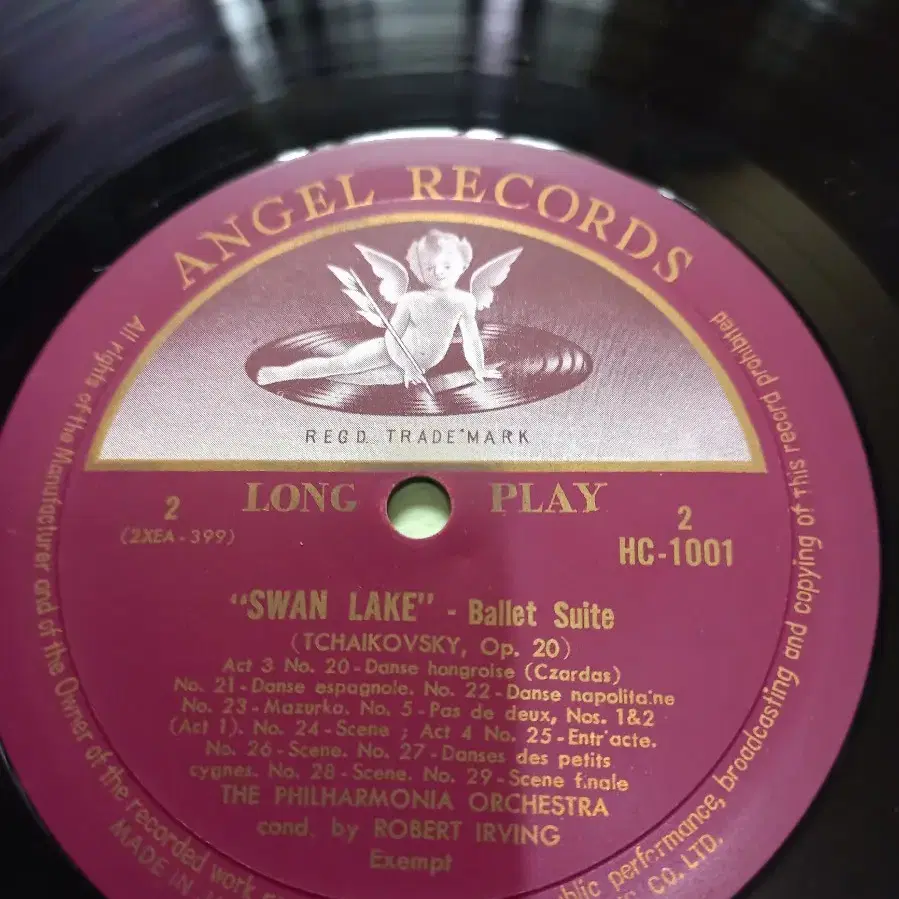 ANGEL RECORDS
REGD. TRADE MARK
LONG PLAY
2
(2XEA-399)
2
HC-1001
"SWAN LAKE" - Ballet Suite
(TCHAIKOVSKY, Op. 20)
Act 3 No. 20-Danse hongroise (Czardas)
No. 21-Danse espagnole. No. 22-Danse napolitaine
No. 23-Mazurka. No. 5-Pas de deux, Nos. 1&2
(Act 1). No. 24-Scene ; Act 4 No. 25-Entr'acte.
No. 26-Scene. No. 27-Danses des petits
cygnes. No. 28-Scene. No. 29-Scene finale
THE PHILHARMONIA ORCHESTRA
cond. by ROBERT IRVING
Exempt
All rights of the Manufacturer and of the Owner of the recorded work
public performance, broadcasting and copying of this record prohibited
MADE IN
CO. LTD.